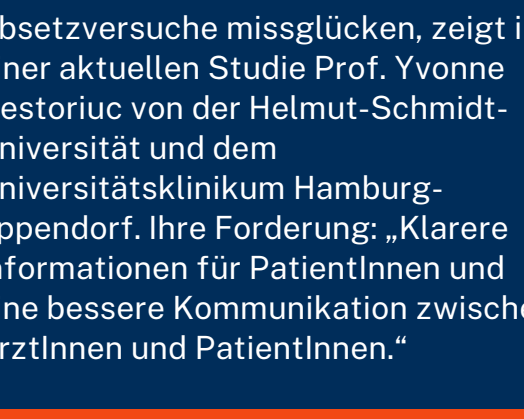 bsetzversuche missglücken, zeigt i
ner aktuellen Studie Prof. Yvonne
estoriuc von der Helmut-Schmidt-
niversität und dem
niversitätsklinikum Hamburg-
ppendorf. Ihre Forderung: „Klarere
nformationen für PatientInnen und
ne bessere Kommunikation zwische
rztInnen und PatientInnen.“